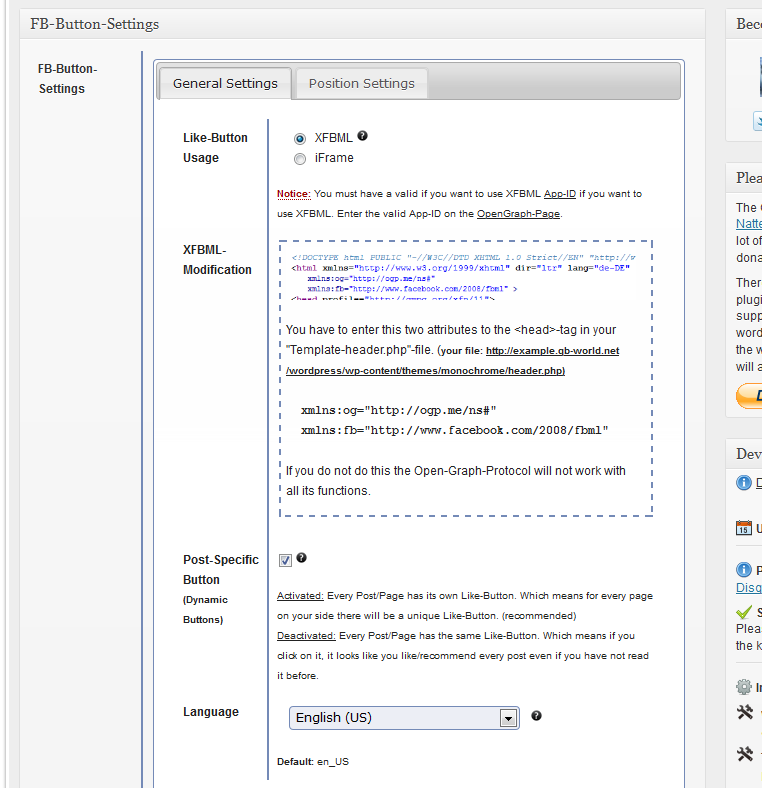 FB-Button-Settings
FB-Button-
Settings
General Settings
Position Settings
Like-Button
Usage
XFBML
iFrame
Notice: You must have a valid if you want to use XFBML App-ID if you want to
use XFBML. Enter the valid App-ID on the OpenGraph-Page.
XFBML-
Modification
<!DOCTYPE html PUBLIC "-//W3C//DTD XHTML 1.0 Strict//EN" "http://w
<html xmlns="http://www.w3.org/1999/xhtml" dir="ltr" lang="de-DE"
xmlns:og="http://ogp.me/ns#"
xmlns:fb="http://www.facebook.com/2008/fbml" >
<head profile="http://gmpg.org/xfn/11">
You have to enter this two attributes to the <head>-tag in your
"Template-header.php"-file. (your file: http://example.gb-world.net
/wordpress/wp-content/themes/monochrome/header.php)
xmlns:og="http://ogp.me/ns#"
xmlns:fb="http://www.facebook.com/2008/fbml"
If you do not do this the Open-Graph-Protocol will not work with
all its functions.
Post-Specific
Button
(Dynamic
Buttons)
Activated: Every Post/Page has its own Like-Button. Which means for every page
on your side there will be a unique Like-Button. (recommended)
Deactivated: Every Post/Page has the same Like-Button. Which means if you
click on it, it looks like you like/recommend every post even if you have not read
it before.
Language
English (US)
Default: en_US
Beco
Plea
The
Natte
lot of
dona
Ther
plugi
supp
word
the w
will a
D
Dev
D
15
U
P
Disq
S
Plea
the k
In